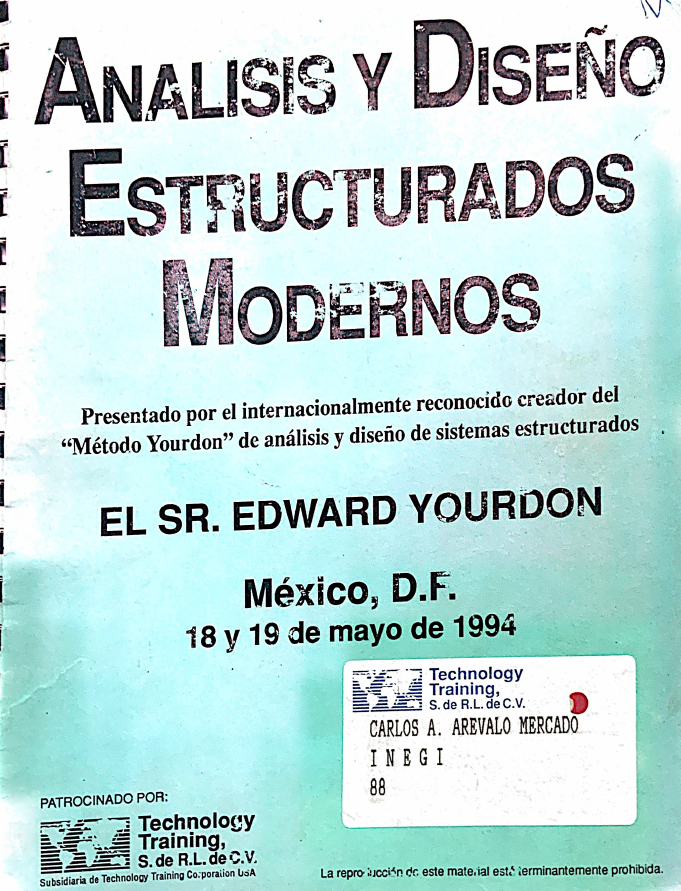 ANALISIS Y DISEÑO
ESTRUCTURADOS
MODERNOS
Presentado por el internacionalmente reconocido creador del
“Método Yourdon” de análisis y diseño de sistemas estructurados
EL SR. EDWARD YOURDON
México, D.F.
18 y 19 de mayo de 1994
Technology
Training,
S. de R.L. de C.V.
CARLOS A. AREVALO MERCADO
I N E G I
88
PATROCINADO POR:
Technology
Training,
S. de R.L. de C.V.
Subsidiaria de Technology Training Corporation USA
La reproducción de este material está terminantemente prohibida.